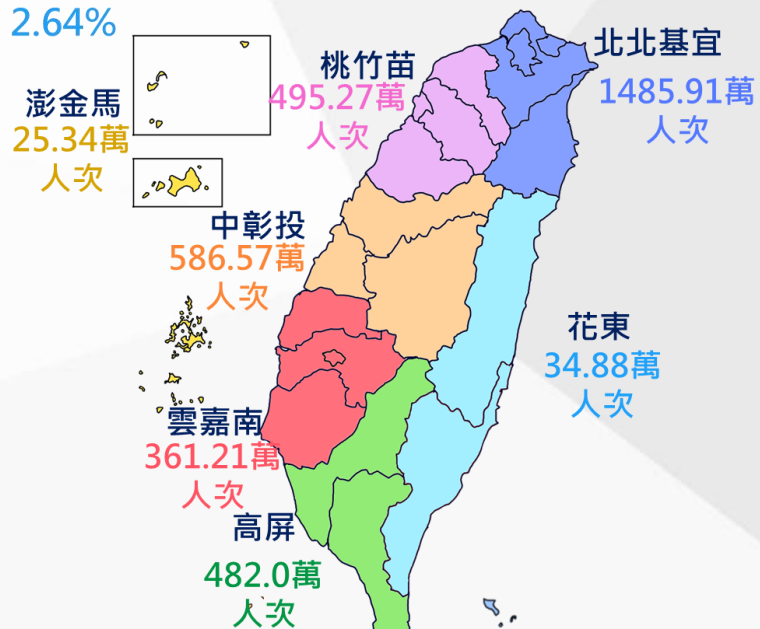 2.64%
北北基宜
1485.91萬
人次
桃竹苗
495.27萬
人次
澎金馬
25.34萬
人次
中彰投
586.57萬
人次
花東
34.88萬
人次
雲嘉南
361.21萬
人次
高屏
482.0萬
人次